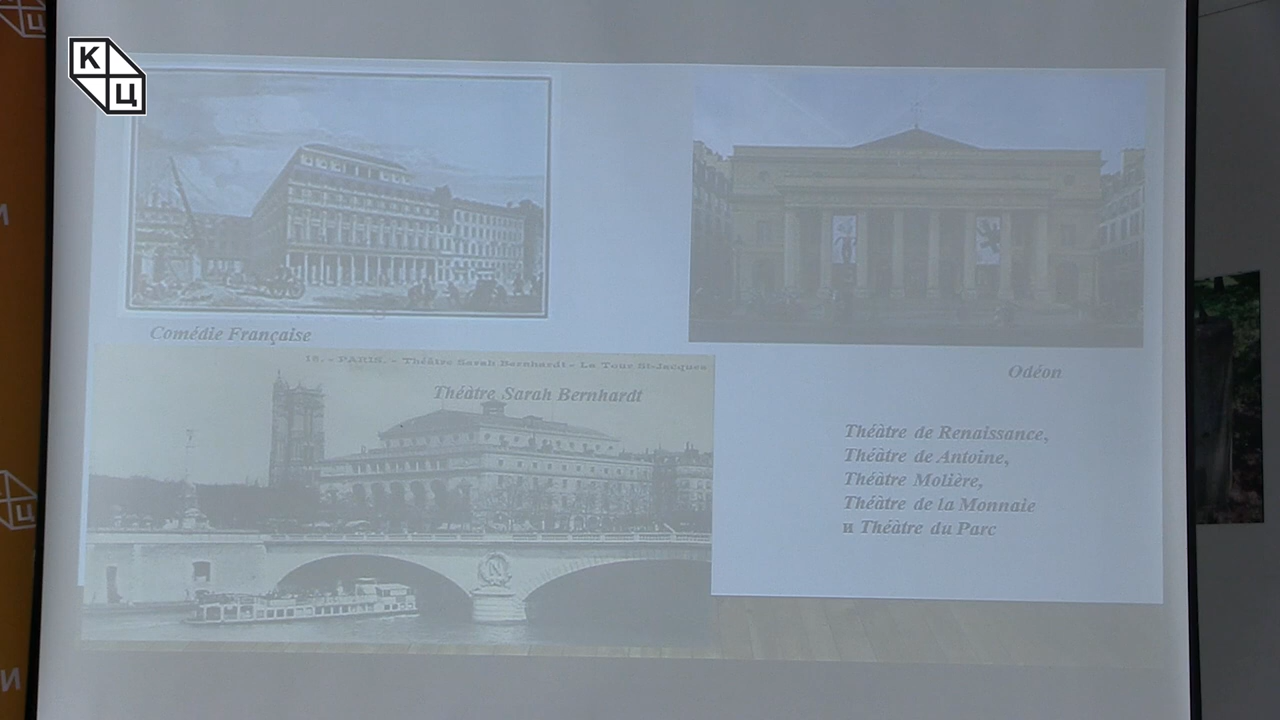 К
Ц
Ц
И
Comédie Française
Odéon
18. - PARIS. - Théâtre Sarah Bernhardt - La Tour St-Jacques
Théâtre Sarah Bernhardt
N
Théâtre de Renaissance,
Théâtre de Antoine,
Théâtre Molière,
Théâtre de la Monnaie
и Théâtre du Parc
Ц
И